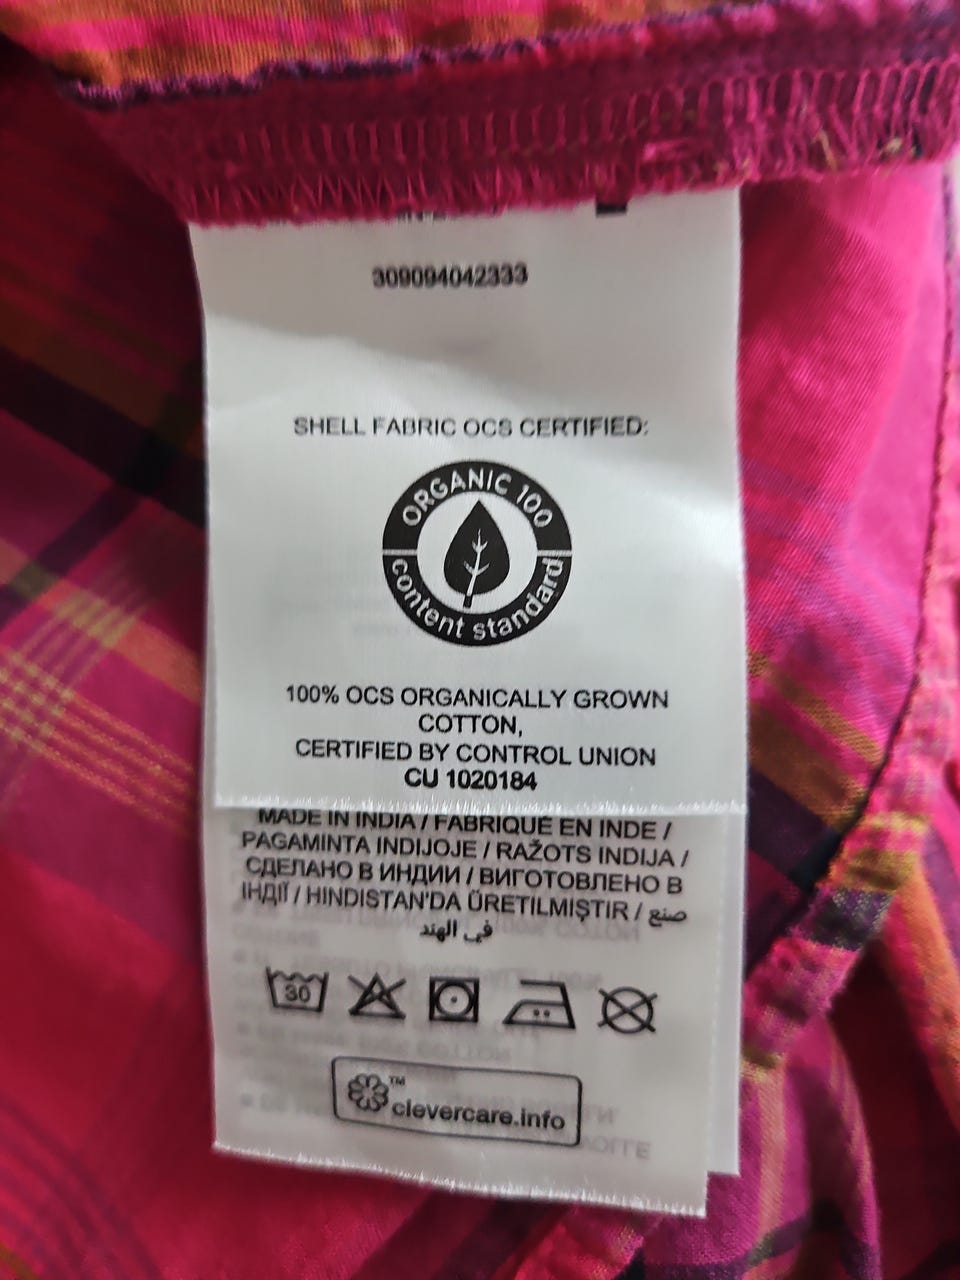 309094042333
SHELL FABRIC OCS CERTIFIED:
ORGANIC 100
content standard
100% OCS ORGANICALLY GROWN
COTTON,
CERTIFIED BY CONTROL UNION
CU 1020184
MADE IN INDIA / FABRIQUÉ EN INDE /
PAGAMINTA INDIJOJE / RAŽOTS INDIJA /
СДЕЛАНО В ИНДИИ / ВИГОТОВЛЕНО В
ІНДІЇ / HINDISTAN'DA ÜRETILMIŞTIR / صنع
في الهند
30
TM
clevercare.info